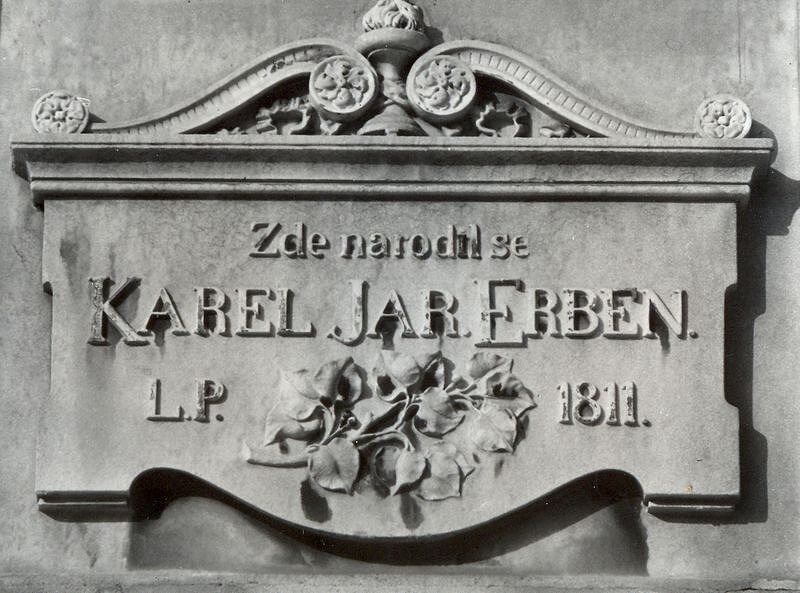 Zde narodil se
KAREL JAR. ERBEN.
L.P. 1811.